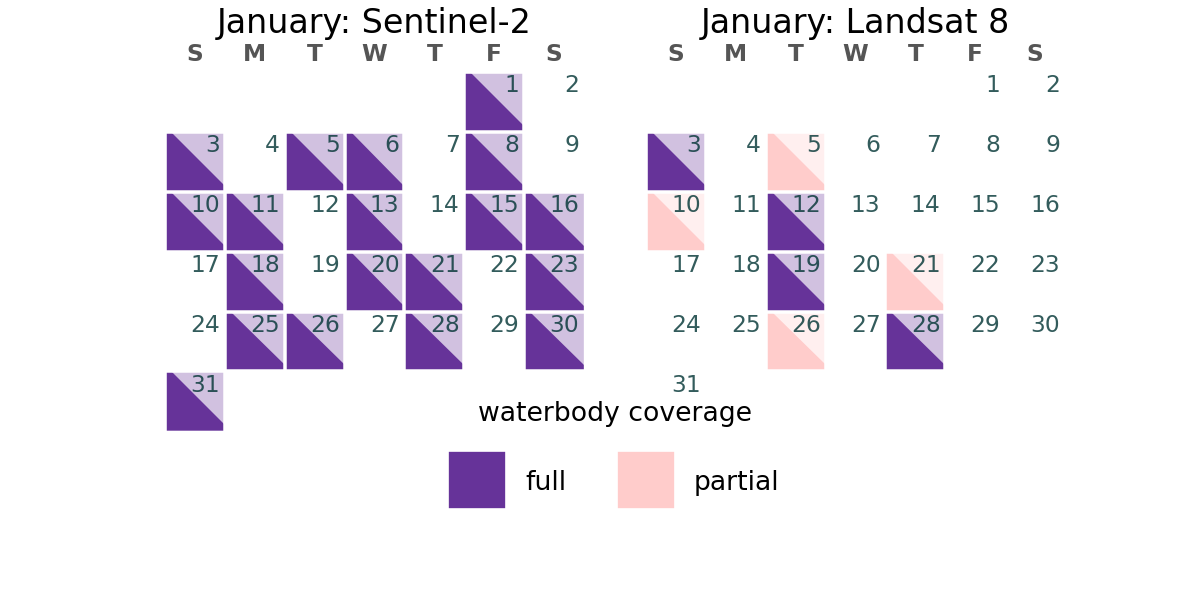 January: Sentinel-2
S M T W T F S
1 2
3 4 5 6 7 8 9
10 11 12 13 14 15 16
17 18 19 20 21 22 23
24 25 26 27 28 29 30
31
January: Landsat 8
S M T W T F S
1 2
3 4 5 6 7 8 9
10 11 12 13 14 15 16
17 18 19 20 21 22 23
24 25 26 27 28 29 30
31
waterbody coverage
full partial